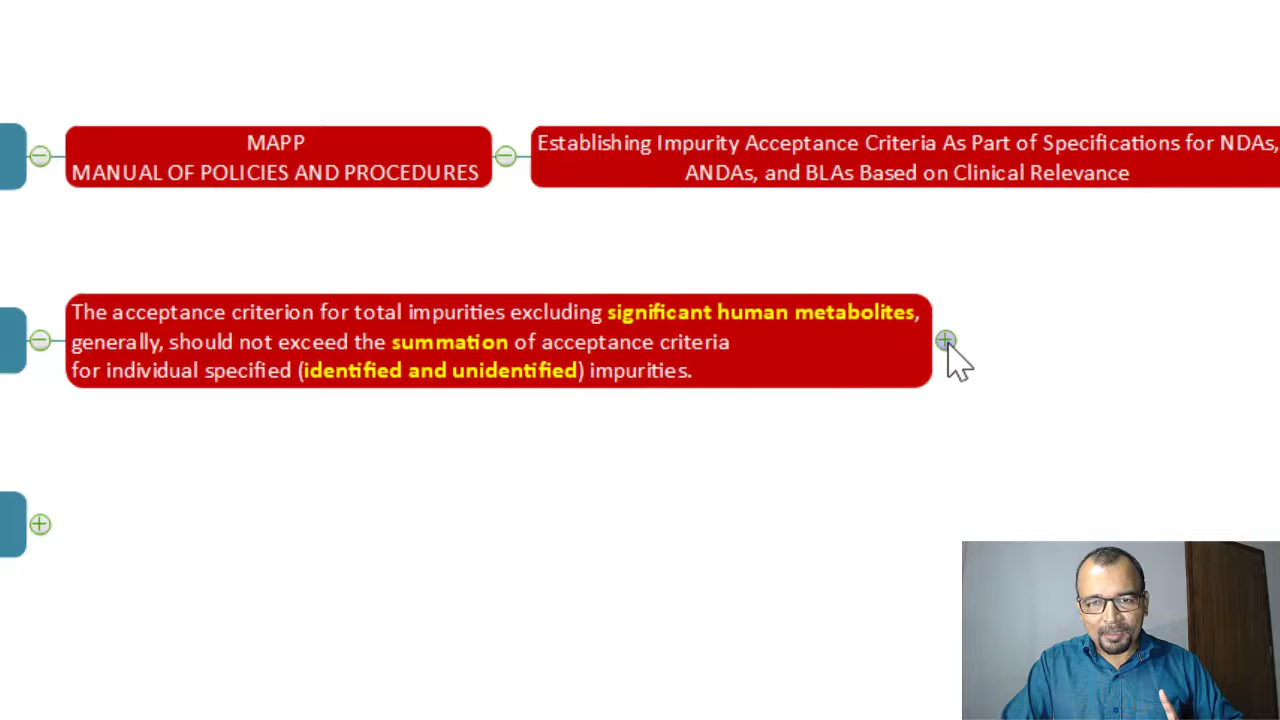 MAPP
MANUAL OF POLICIES AND PROCEDURES
Establishing Impurity Acceptance Criteria As Part of Specifications for NDAs,
ANDAs, and BLAs Based on Clinical Relevance
The acceptance criterion for total impurities excluding significant human metabolites,
generally, should not exceed the summation of acceptance criteria
for individual specified (identified and unidentified) impurities.